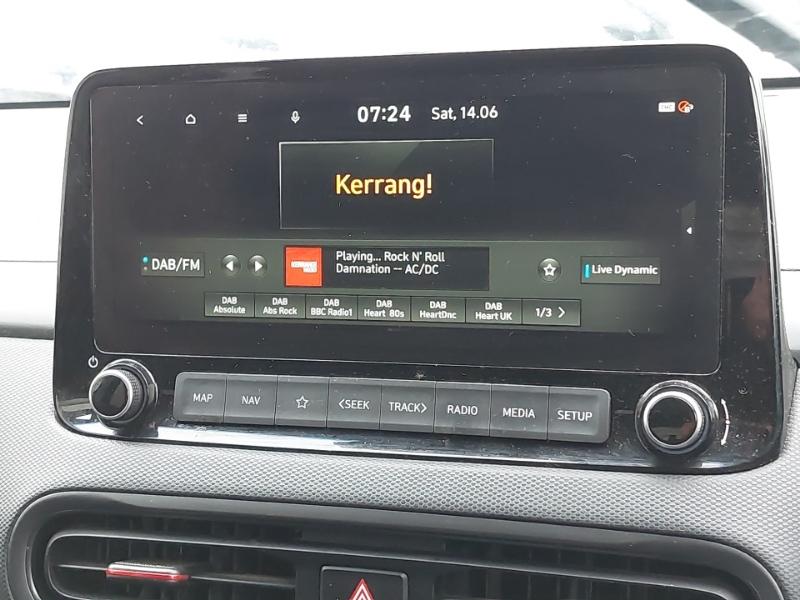 07:24 Sat, 14.06
Kerrang!
DAB/FM
KERRANG!
Playing... Rock N' Roll
Damnation -- AC/DC
Live Dynamic
DAB
Absolute
DAB
Abs Rock
DAB
BBC Radio1
DAB
Heart 80s
DAB
HeartDnc
DAB
Heart UK
1/3 >
MAP
NAV
<SEEK
TRACK>
RADIO
MEDIA
SETUP